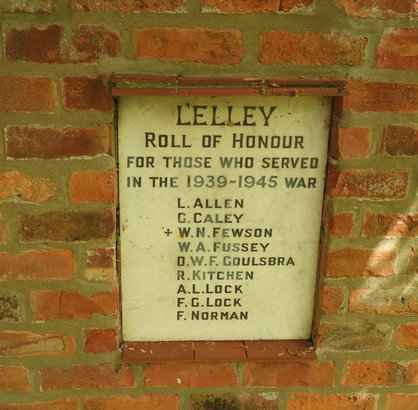 LELLEY
ROLL OF HONOUR
FOR THOSE WHO SERVED
IN THE 1939-1945 WAR
L. ALLEN
G. CALEY
+ W. N. FEWSON
W. A. FUSSEY
D. W. F. GOULSBRA
R. KITCHEN
A. L. LOCK
F. G. LOCK
F. NORMAN